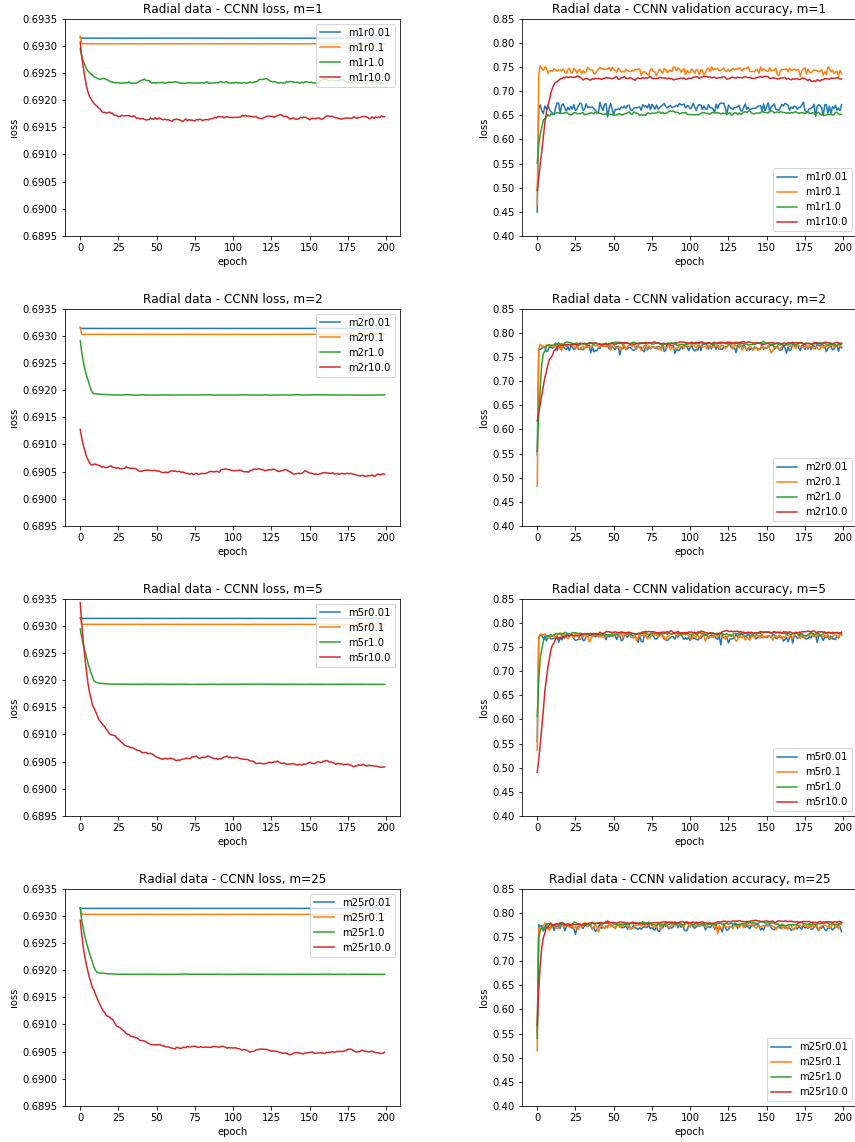 Radial data - CCNN loss, m=1
0.6935
0.6930
0.6925
0.6920
0.6915
0.6910
0.6905
0.6900
0.6895
loss
0 25 50 75 100 125 150 175 200
epoch
m1r0.01
m1r0.1
m1r1.0
m1r10.0
Radial data - CCNN validation accuracy, m=1
0.85
0.80
0.75
0.70
0.65
0.60
0.55
0.50
0.45
0.40
loss
0 25 50 75 100 125 150 175 200
epoch
m1r0.01
m1r0.1
m1r1.0
m1r10.0
Radial data - CCNN loss, m=2
0.6935
0.6930
0.6925
0.6920
0.6915
0.6910
0.6905
0.6900
0.6895
loss
0 25 50 75 100 125 150 175 200
epoch
m2r0.01
m2r0.1
m2r1.0
m2r10.0
Radial data - CCNN validation accuracy, m=2
0.85
0.80
0.75
0.70
0.65
0.60
0.55
0.50
0.45
0.40
loss
0 25 50 75 100 125 150 175 200
epoch
m2r0.01
m2r0.1
m2r1.0
m2r10.0
Radial data - CCNN loss, m=5
0.6935
0.6930
0.6925
0.6920
0.6915
0.6910
0.6905
0.6900
0.6895
loss
0 25 50 75 100 125 150 175 200
epoch
m5r0.01
m5r0.1
m5r1.0
m5r10.0
Radial data - CCNN validation accuracy, m=5
0.85
0.80
0.75
0.70
0.65
0.60
0.55
0.50
0.45
0.40
loss
0 25 50 75 100 125 150 175 200
epoch
m5r0.01
m5r0.1
m5r1.0
m5r10.0
Radial data - CCNN loss, m=25
0.6935
0.6930
0.6925
0.6920
0.6915
0.6910
0.6905
0.6900
0.6895
loss
0 25 50 75 100 125 150 175 200
epoch
m25r0.01
m25r0.1
m25r1.0
m25r10.0
Radial data - CCNN validation accuracy, m=25
0.85
0.80
0.75
0.70
0.65
0.60
0.55
0.50
0.45
0.40
loss
0 25 50 75 100 125 150 175 200
epoch
m25r0.01
m25r0.1
m25r1.0
m25r10.0